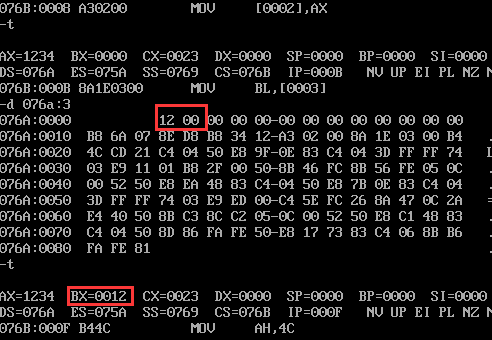 076B:0008 A30200 MOV [0002],AX
-t
AX=1234 BX=0000 CX=0023 DX=0000 SP=0000 BP=0000 SI=0000
DS=076A ES=075A SS=0769 CS=076B IP=000B NV UP EI PL NZ N
076B:000B 8A1E0300 MOV BL,[0003]
-d 076a:3
076A:0000 12 00 00 00 00-00 00 00 00 00 00 00 00
076A:0010 B8 6A 07 8E D8 B8 34 12-A3 02 00 8A 1E 03 00 B4 .
076A:0020 4C CD 21 C4 04 50 E8 9F-0E 83 C4 04 3D FF FF 74 L
076A:0030 03 E9 11 01 B8 2F 00 50-8B 46 FC 8B 56 FE 05 0C .
076A:0040 00 52 50 E8 EA 48 83 C4-04 50 E8 7B 0E 83 C4 04 .
076A:0050 3D FF FF 74 03 E9 ED 00-C4 5E FC 26 8A 47 0C 2A =
076A:0060 E4 40 50 8B C3 8C C2 05-0C 00 52 50 E8 C1 48 83 .
076A:0070 C4 04 50 8D 86 FA FE 50-E8 17 73 83 C4 06 8B B6 .
076A:0080 FA FE 81
-t
AX=1234 BX=0012 CX=0023 DX=0000 SP=0000 BP=0000 SI=0000
DS=076A ES=075A SS=0769 CS=076B IP=000F NV UP EI PL NZ N
076B:000F B44C MOV AH,4C